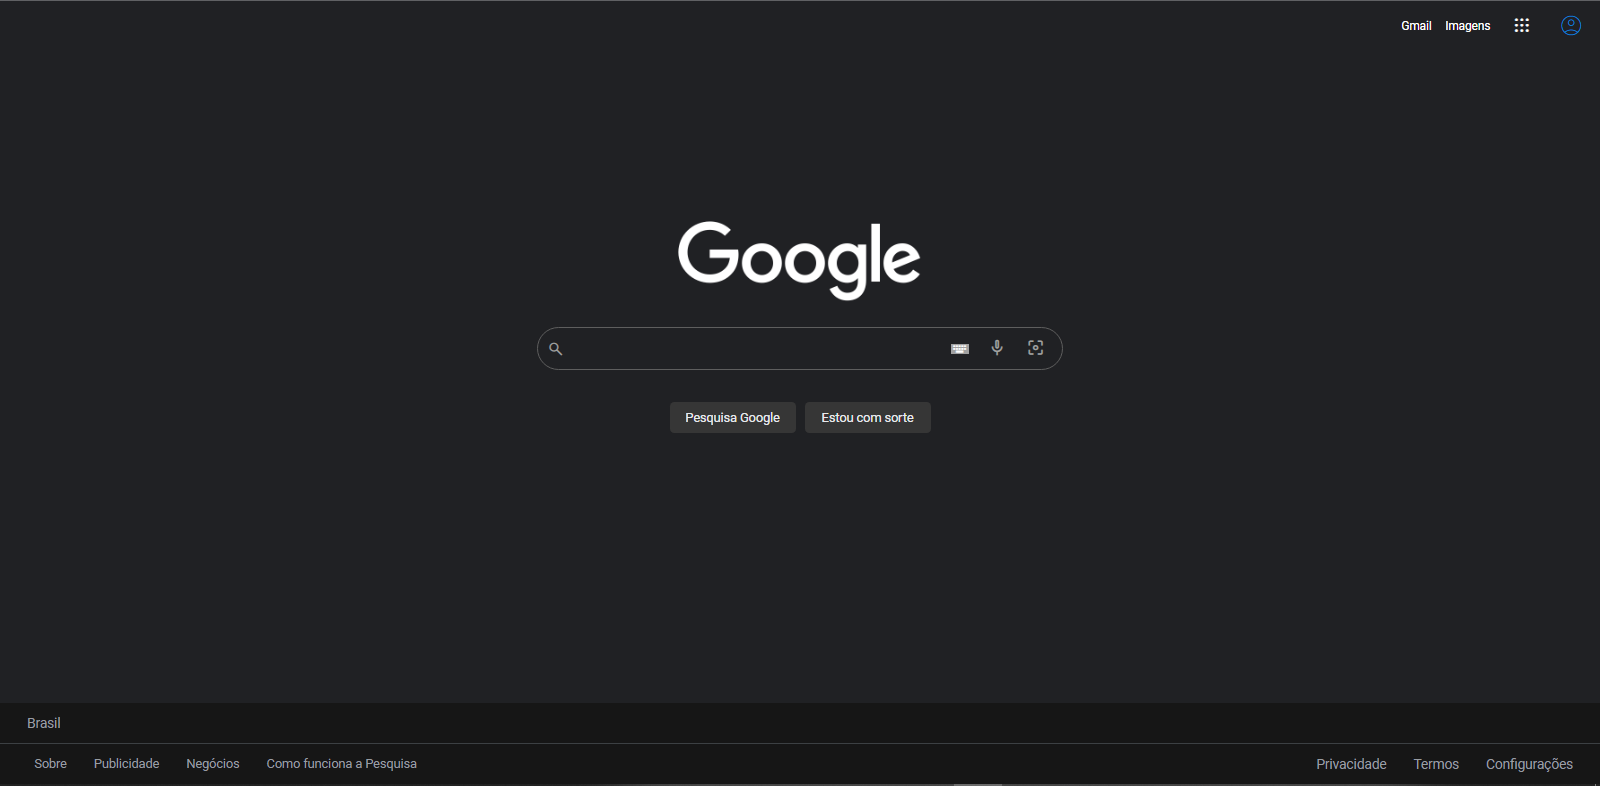 Gmail Imagens
Google
Pesquisa Google Estou com sorte
Brasil
Sobre Publicidade Negócios Como funciona a Pesquisa Privacidade Termos Configurações